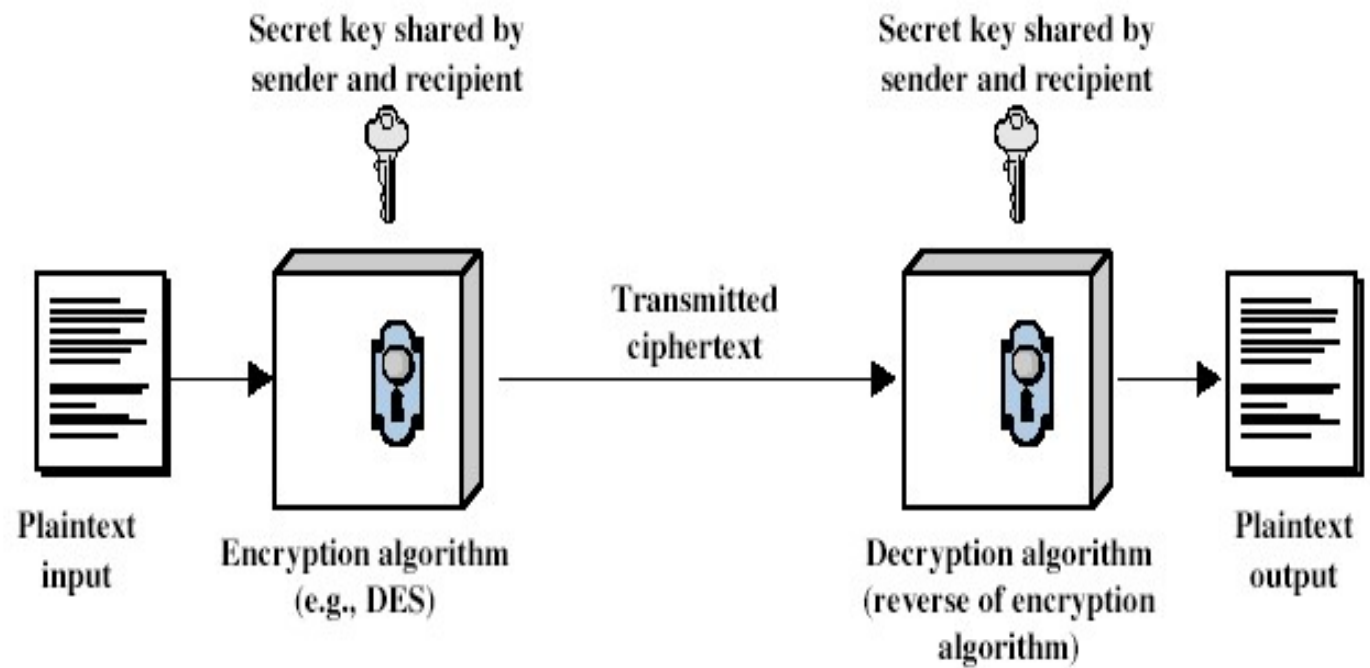 Secret key shared by
sender and recipient
Secret key shared by
sender and recipient
Transmitted
ciphertext
Plaintext
input
Encryption algorithm
(e.g., DES)
Decryption algorithm
(reverse of encryption
algorithm)
Plaintext
output